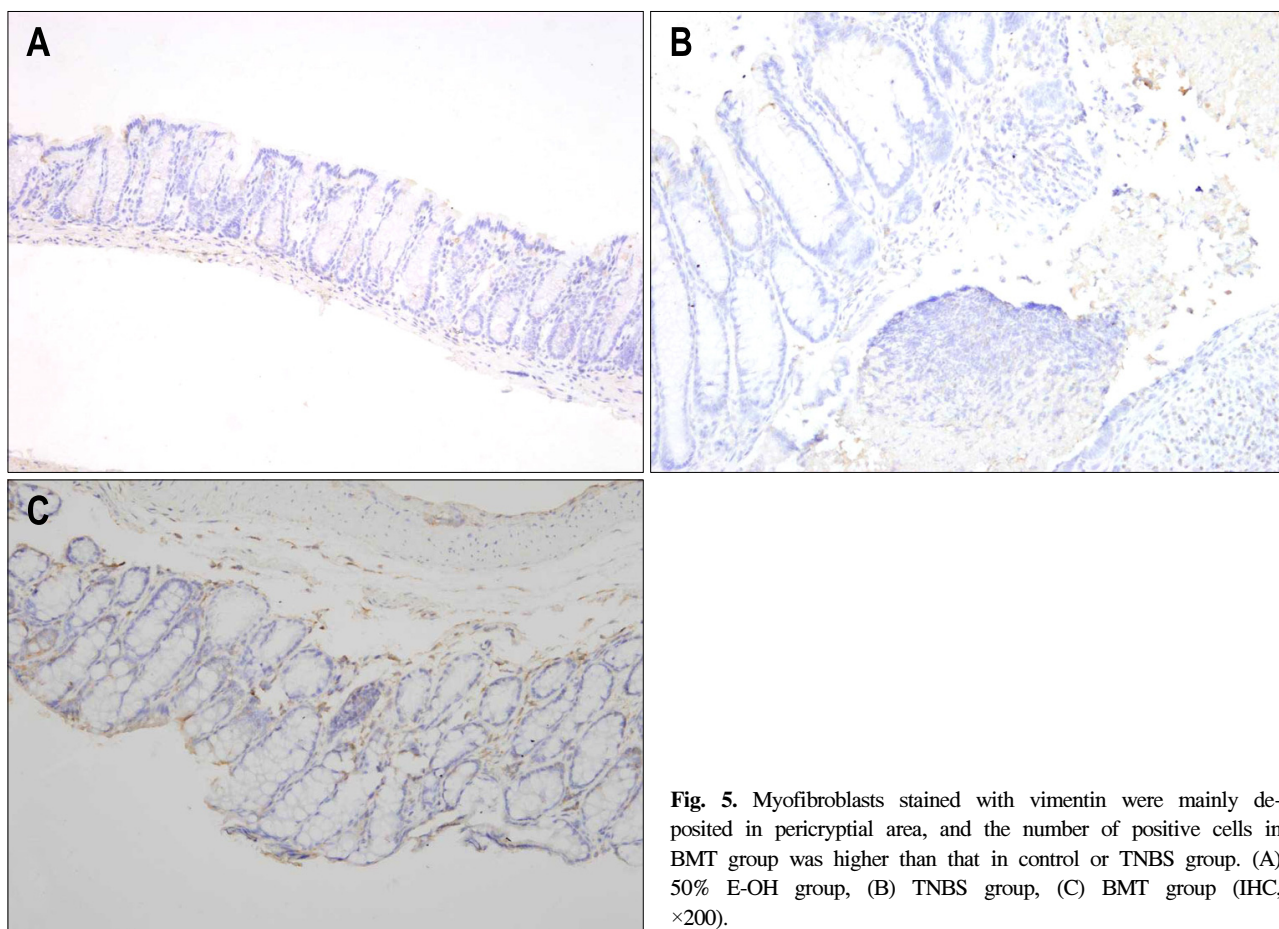 A
B
C
Fig. 5. Myofibroblasts stained with vimentin were mainly de-
posited in pericryptial area, and the number of positive cells in
BMT group was higher than that in control or TNBS group. (A)
50% E-OH group, (B) TNBS group, (C) BMT group (IHC,
×200).